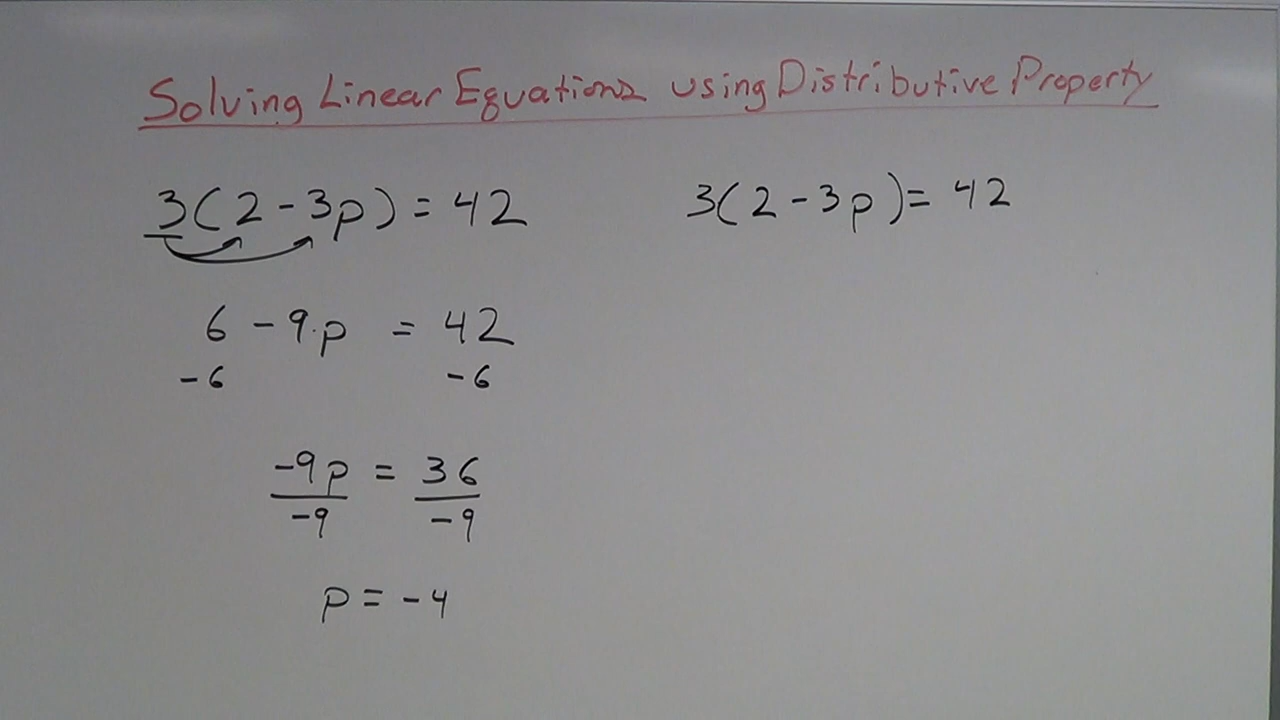 Solving Linear Equations using Distributive Property
3(2-3p)=42
6-9·p = 42
-6 -6
-9p = 36
-9 -9
p=-4
3(2-3p)=42